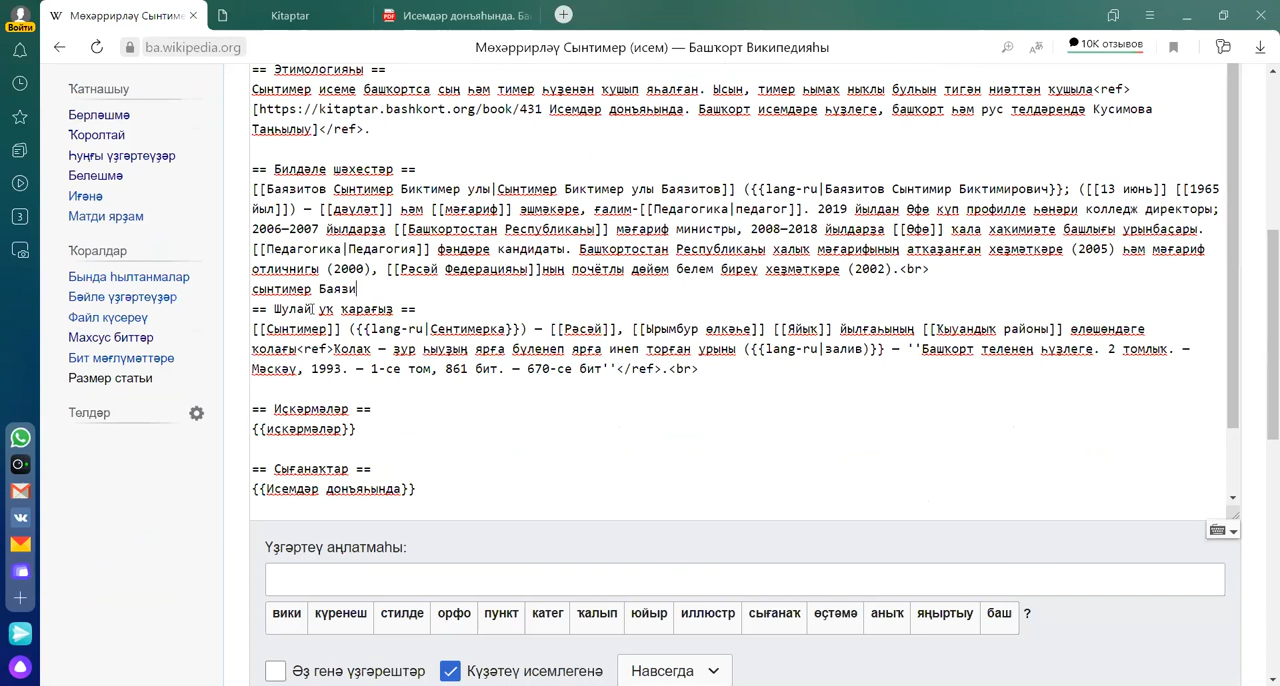 Войти
Мөхәррирләү Сынтиме
Kitaptar
PDF
Исемдәр донъяһында. Ба
ba.wikipedia.org
Мөхәррирләү Сынтимер (исем) — Башҡорт Википедияһы
10K отзывов
Ҡатнашыу
Берләшмә
Ҡоролтай
Һуңғы үҙгәртеүҙәр
Белешмә
Иғәнә
Матди ярҙам
Ҡоралдар
Бында һылтанмалар
Бәйле үҙгәртеүҙәр
Файл күсереү
Махсус биттәр
Бит мәғлүмәттәре
Размер статьи
Телдәр
== Этимологияһы ==
Сынтимер исеме башҡортса сың һәм тимер һүҙенән ҡушып яһалған. Ысын, тимер һымаҡ ныҡлы булһын тигән ниәттән ҡушыла<ref>
[https://kitaptar.bashkort.org/book/431 Исемдәр донъяһында. Башҡорт исемдәре һүҙлеге, башҡорт һәм рус телдәрендә Кусимова
Таңһылыу]</ref>.
== Билдәле шәхестәр ==
[[Баязитов Сынтимер Биктимер улы|Сынтимер Биктимер улы Баязитов]] ({{lang-ru|Баязитов Сынтимир Биктимирович}}; ([[13 июнь]] [[1965
йыл]]) — [[дәүләт]] һәм [[мәғариф]] эшмәкәре, ғалим-[[Педагогика|педагог]]. 2019 йылдан Өфө күп профилле һөнәри колледж директоры;
2006—2007 йылдарҙа [[Башҡортостан Республикаһы]] мәғариф министры, 2008—2018 йылдарҙа [[Өфө]] ҡала хакимиәте башлығы урынбаҫары.
[[Педагогика|Педагогия]] фәндәре кандидаты. Башҡортостан Республикаһы халыҡ мәғарифының атҡаҙанған хеҙмәткәре (2005) һәм мәғариф
отличнигы (2000), [[Рәсәй Федерацияһы]]ның почётлы дөйөм белем биреү хеҙмәткәре (2002).<br>
сынтимер Баязи
== Шулай уҡ ҡарағыҙ ==
[[Сынтимер]] ({{lang-ru|Сентимерка}}) — [[Рәсәй]], [[Ырымбур өлкәһе]] [[Яйыҡ]] йылғаһының [[Ҡыуандыҡ районы]] өлөшөндәге
ҡолағы<ref>Ҡолаҡ — ҙур һыуҙың ярға бүленеп ярға инеп торған урыны ({{lang-ru|залив)}} — ''Башҡорт теленең һүҙлеге. 2 томлыҡ. —
Мәскәү, 1993. — 1-се том, 861 бит. — 670-се бит''</ref>.<br>
== Иҫкәрмәләр ==
{{иҫкәрмәләр}}
== Сығанаҡтар ==
{{Исемдәр донъяһында}}
Үҙгәртеү аңлатмаһы:
вики күренеш стилде орфо пункт катег ҡалып юйыр иллюстр сығанаҡ өҫтәмә аныҡ яңыртыу баш ?
Әҙ генә үҙгәрештәр
Күҙәтеү исемлегенә
Навсегда